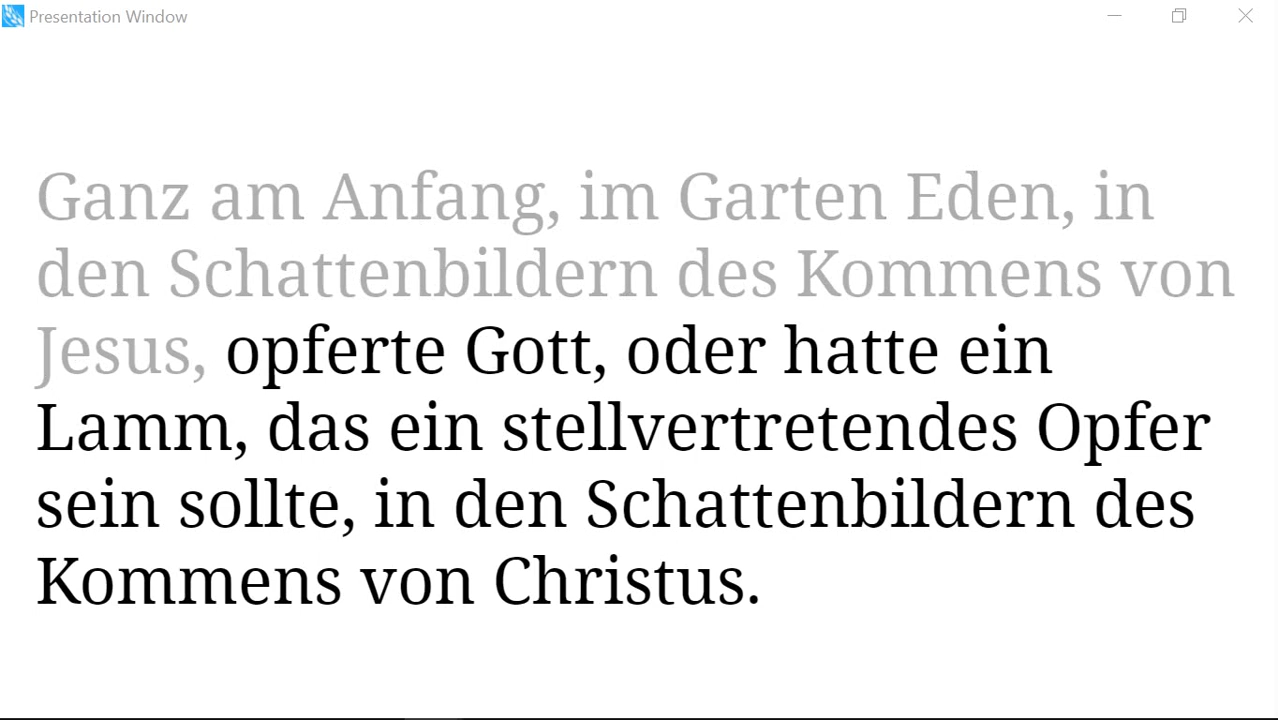 Presentation Window
Ganz am Anfang, im Garten Eden, in
den Schattenbildern des Kommens von
Jesus, opferte Gott, oder hatte ein
Lamm, das ein stellvertretendes Opfer
sein sollte, in den Schattenbildern des
Kommens von Christus.